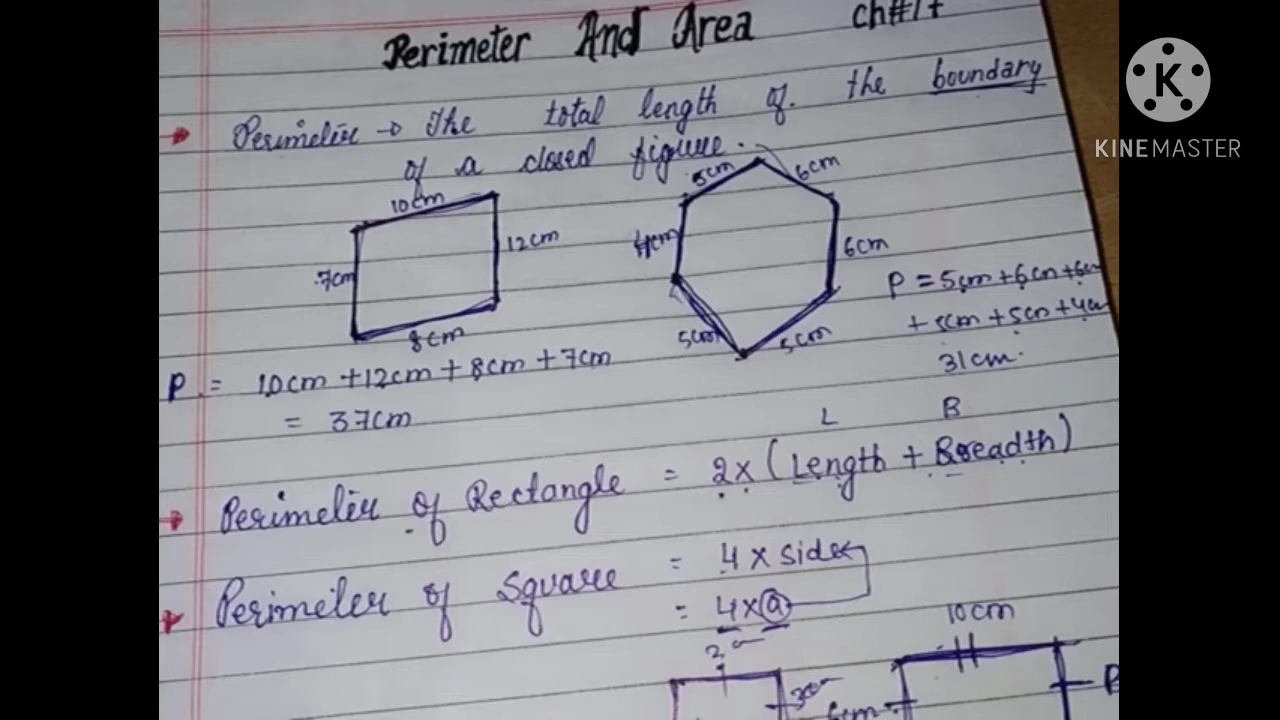 Perimeter And Area
Perimeter → The total length of the boundary
of a closed figure.
10cm
12cm
7cm
8cm
5cm
6cm
4cm
6cm
5cm
5cm
P = 10cm + 12cm + 8cm + 7cm
= 37cm
P = 5cm + 6cm + 6cm
+ 5cm + 5cm + 4cm
31cm.
L B
Perimeter of Rectangle = 2 x (Length + Breadth)
Perimeter of Square = 4 x side
= 4 x a
10cm
KINEMASTER